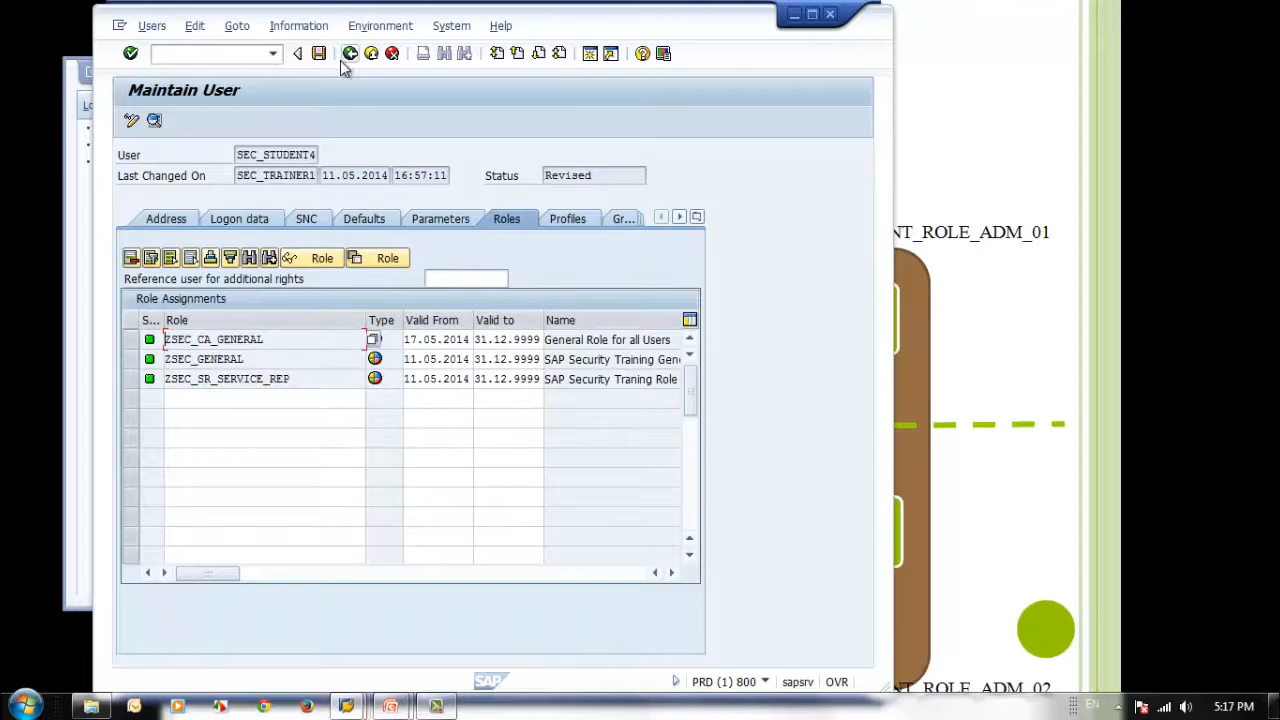 Users Edit Goto Information Environment System Help
Maintain User
User SEC_STUDENT4
Last Changed On SEC_TRAINER1 11.05.2014 16:57:11 Status Revised
Address Logon data SNC Defaults Parameters Roles Profiles Gr...
Role Role
Reference user for additional rights
Role Assignments
S... Role Type Valid From Valid to Name
ZSEC_CA_GENERAL 17.05.2014 31.12.9999 General Role for all Users
ZSEC_GENERAL 11.05.2014 31.12.9999 SAP Security Training Gene
ZSEC_SR_SERVICE_REP 11.05.2014 31.12.9999 SAP Security Traning Role
NT_ROLE_ADM_01
SAP PRD (1) 800 sapsrv OVR
NT_ROLE_ADM_02
EN 5:17 PM